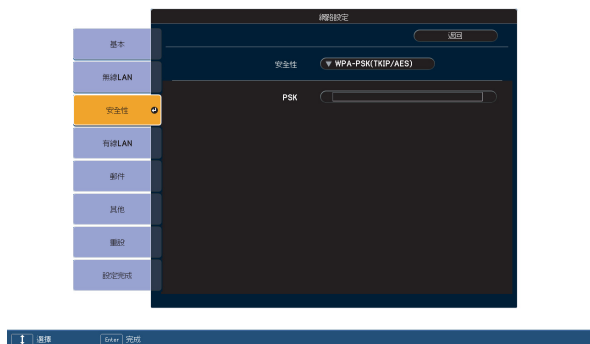 網路設定
返回
基本
安全性 ▼ WPA-PSK(TKIP/AES)
無線LAN
PSK
安全性
有線LAN
郵件
其他
重設
設定完成
選擇 Enter 完成